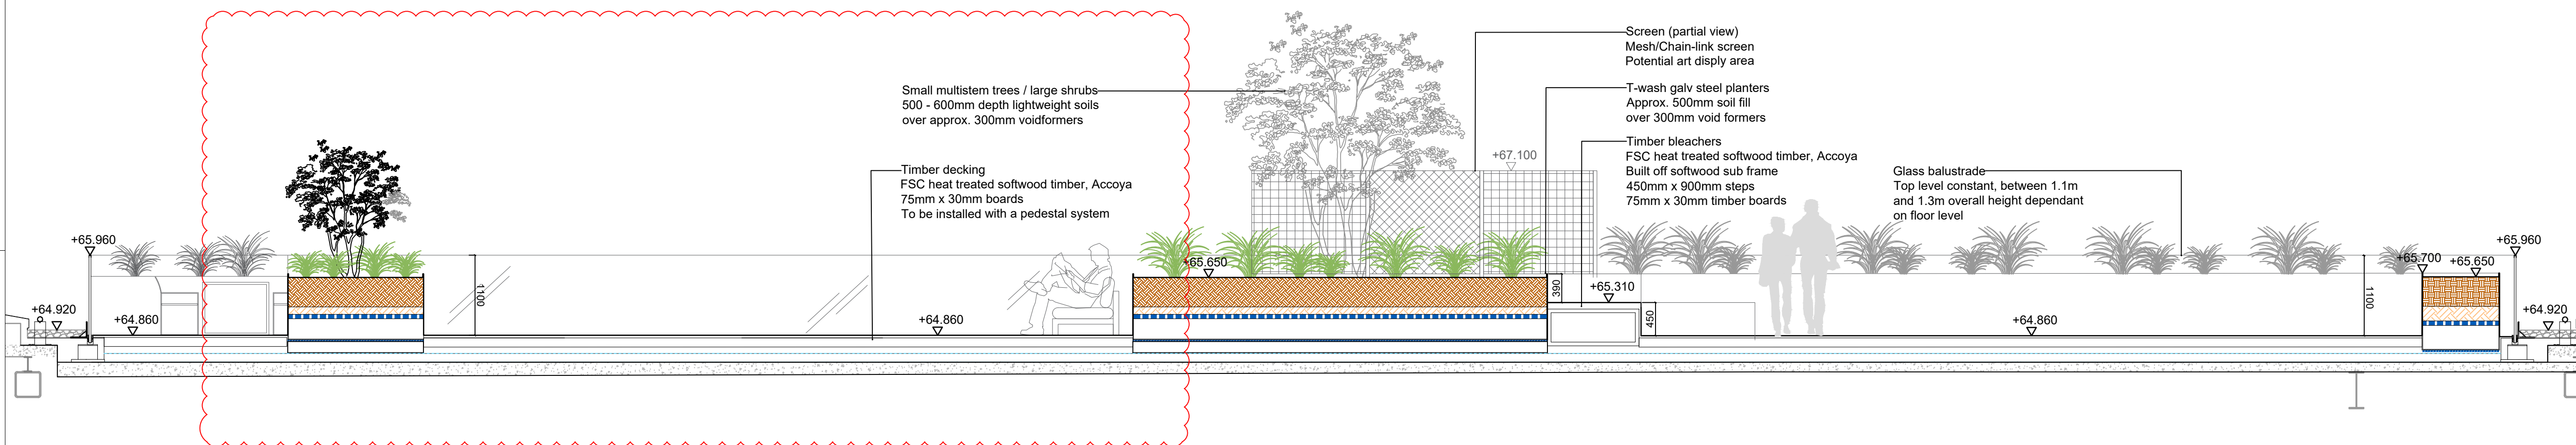 Screen (partial view)
Mesh/Chain-link screen
Potential art disply area
Small multistem trees / large shrubs
500 - 600mm depth lightweight soils
over approx. 300mm voidformers
T-wash galv steel planters
Approx. 500mm soil fill
over 300mm void formers
Timber bleachers
FSC heat treated softwood timber, Accoya
Built off softwood sub frame
450mm x 900mm steps
75mm x 30mm timber boards
Timber decking
FSC heat treated softwood timber, Accoya
75mm x 30mm boards
To be installed with a pedestal system
Glass balustrade
Top level constant, between 1.1m
and 1.3m overall height dependant
on floor level
+67.100
+65.960
+65.960
+65.650
+65.700
+65.650
+65.310
1100
390
450
1100
+64.920
+64.860
+64.860
+64.860
+64.920